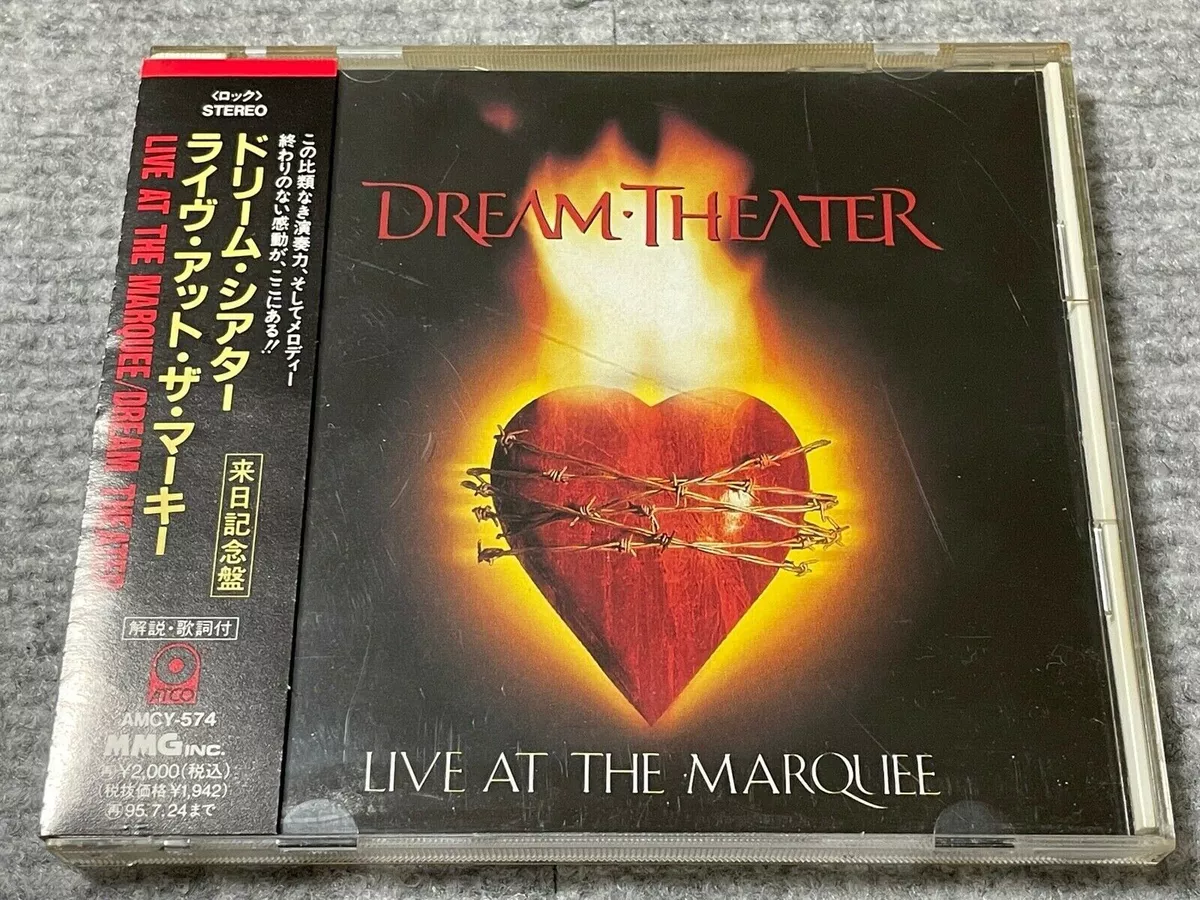 〈ロック〉
STEREO
この比類なき演奏力、そしてメロディー
終わりのない感動が、ここにある!!
ドリーム・シアター
ライヴ・アット・ザ・マーキー
LIVE AT THE MARQUEE/DREAM THEATER
来日記念盤
解説・歌詞付
ATCO
AMCY-574
MMG INC.
再¥2,000(税込)
(税抜価格¥1,942)
再95.7.24まで
DREAM·THEATER
LIVE AT THE MARQUEE